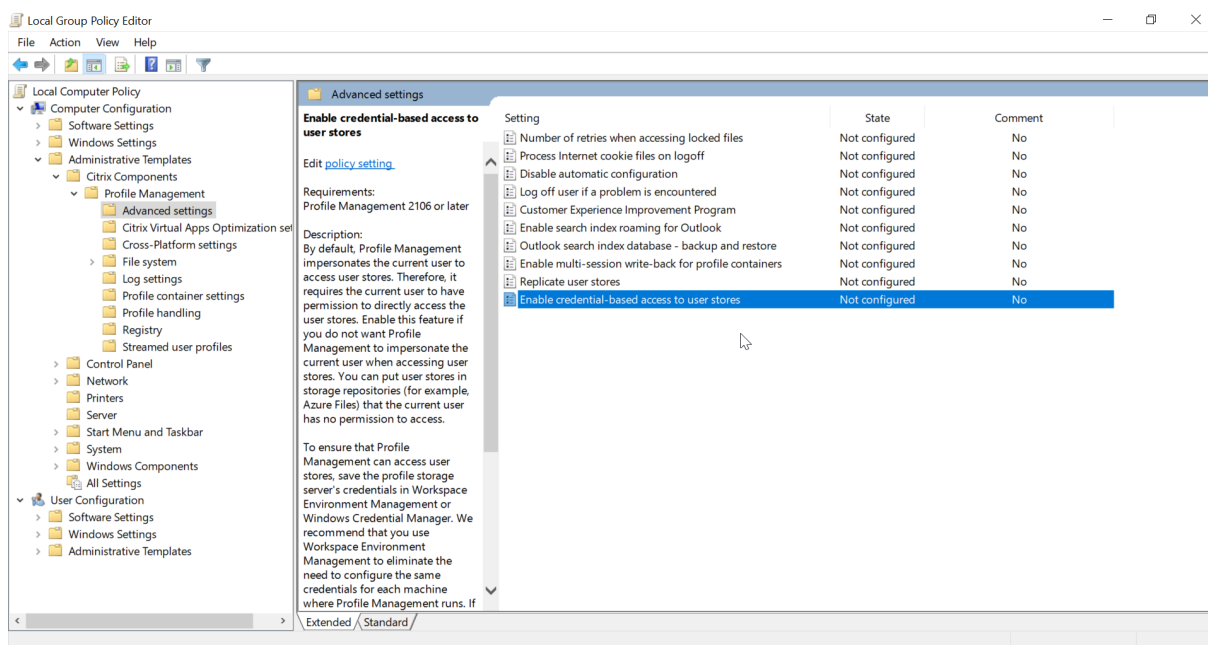 Local Group Policy Editor
File Action View Help
Local Computer Policy
Computer Configuration
Software Settings
Windows Settings
Administrative Templates
Citrix Components
Profile Management
Advanced settings
Citrix Virtual Apps Optimization set
Cross-Platform settings
File system
Log settings
Profile container settings
Profile handling
Registry
Streamed user profiles
Control Panel
Network
Printers
Server
Start Menu and Taskbar
System
Windows Components
All Settings
User Configuration
Software Settings
Windows Settings
Administrative Templates
Advanced settings
Enable credential-based access to
user stores
Edit policy setting
Requirements:
Profile Management 2106 or later
Description:
By default, Profile Management
impersonates the current user to
access user stores. Therefore, it
requires the current user to have
permission to directly access the
user stores. Enable this feature if
you do not want Profile
Management to impersonate the
current user when accessing user
stores. You can put user stores in
storage repositories (for example,
Azure Files) that the current user
has no permission to access.
To ensure that Profile
Management can access user
stores, save the profile storage
server's credentials in Workspace
Environment Management or
Windows Credential Manager. We
recommend that you use
Workspace Environment
Management to eliminate the
need to configure the same
credentials for each machine
where Profile Management runs. If
Setting State Comment
Number of retries when accessing locked files Not configured No
Process Internet cookie files on logoff Not configured No
Disable automatic configuration Not configured No
Log off user if a problem is encountered Not configured No
Customer Experience Improvement Program Not configured No
Enable search index roaming for Outlook Not configured No
Outlook search index database - backup and restore Not configured No
Enable multi-session write-back for profile containers Not configured No
Replicate user stores Not configured No
Enable credential-based access to user stores Not configured No
Extended Standard